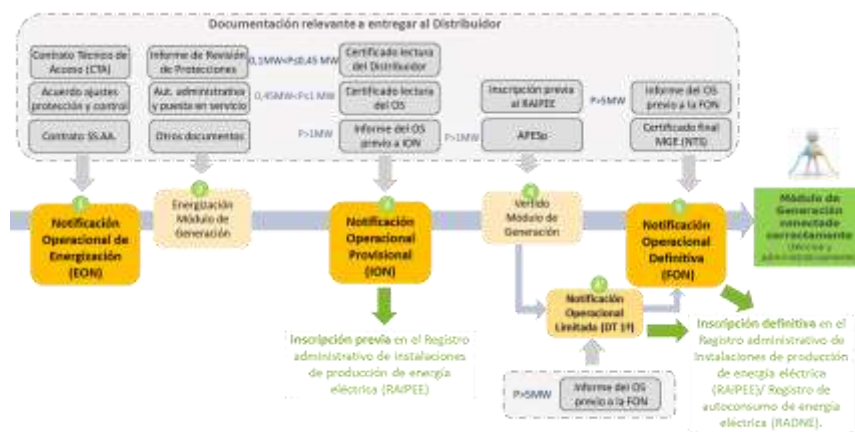 Documentación relevante a entregar al Distribuidor
Contrato Técnico de
Acceso (CTA)
Acuerdo ajustes
protección y control
Contrato SS.AA.
Informe de Revisión
de Protecciones
Aut. administrativa
y puesta en servicio
Otros documentos
0,1MW<P≤0,45 MW
0,45MW<P≤1 MW
P>1MW
Certificado lectura
del Distribuidor
Certificado lectura
del OS
Informe del OS
previo a ION
P>1MW
Inscripción previa
al RAIPEE
APESp
P>5MW
Informe del OS
previo a la FON
Certificado final
MGE (NTS)
Notificación
Operacional de
Energización
(EON)
Energización
Módulo de
Generación
Notificación
Operacional
Provisional (ION)
Vertido
Módulo de
Generación
Notificación
Operacional
Definitiva
(FON)
Módulo de
Generación
conectado
correctamente
Notificación
Operacional
Limitada (DT 1ª)
Inscripción previa en el Registro
administrativo de instalaciones
de producción de energía
eléctrica (RAIPEE)
P>5MW
Informe del OS
previo a la FON
Inscripción definitiva en el
Registro administrativo de
Instalaciones de producción
de energía eléctrica
(RAIPEE)/ Registro de
autoconsumo de energía
eléctrica (RADNE).